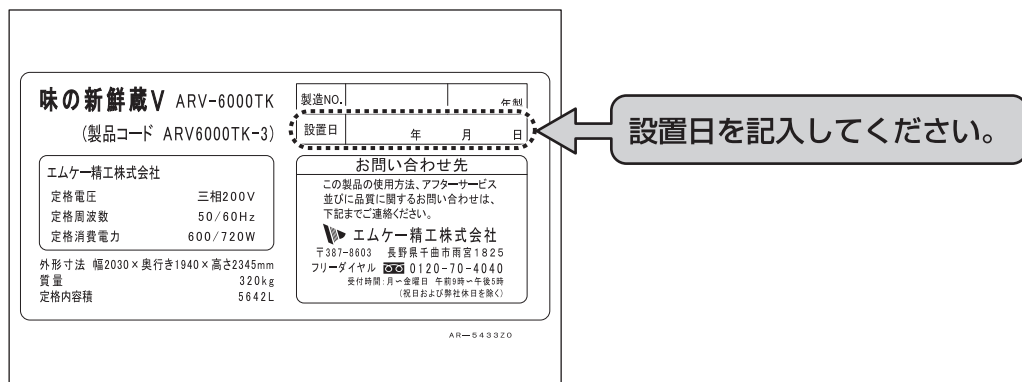 味の新鮮蔵V ARV-6000TK
(製品コード ARV6000TK-3)
製造NO. 年製
設置日 年 月 日
設置日を記入してください。
エムケー精工株式会社
定格電圧 三相200V
定格周波数 50/60Hz
定格消費電力 600/720W
外形寸法 幅2030×奥行き1940×高さ2345mm
質量 320kg
定格内容積 5642L
お問い合わせ先
この製品の使用方法、アフターサービス
並びに品質に関するお問い合わせは、
下記までご連絡ください。
エムケー精工株式会社
〒387-8603 長野県千曲市雨宮1825
フリーダイヤル 0120-70-4040
受付時間:月〜金曜日 午前9時〜午後5時
(祝日および弊社休日を除く)
AR—5433Z0